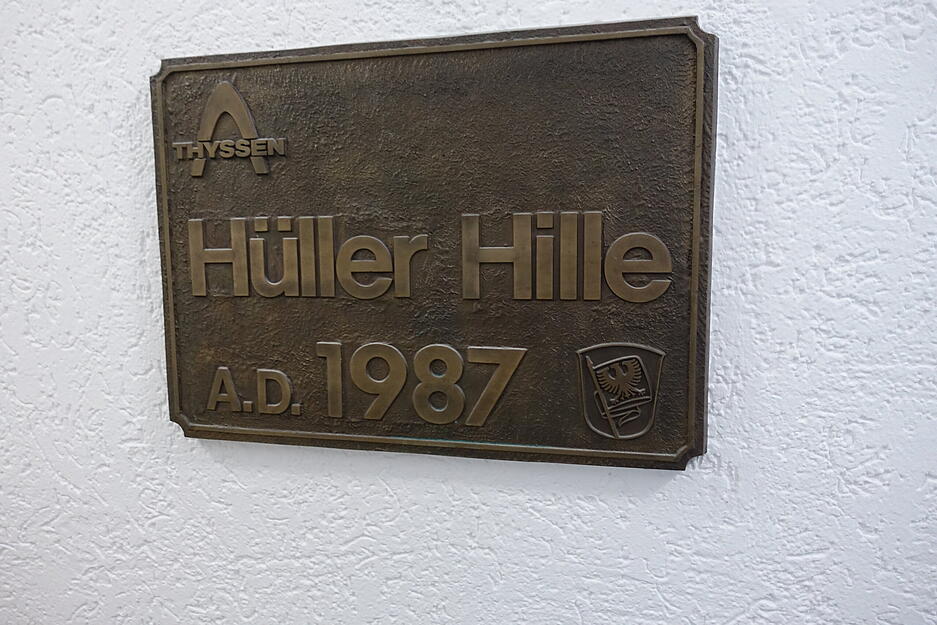 THYSSEN
Hüller Hille
A.D. 1987